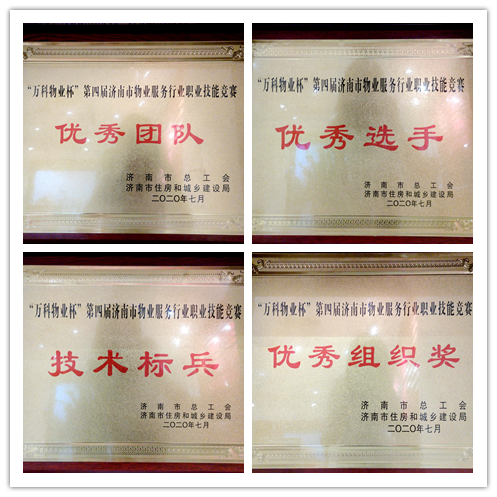 “万科物业杯”第四届济南市物业服务行业职业技能竞赛
优秀团队
济南市总工会
济南市住房和城乡建设局
二〇二〇年七月
“万科物业杯”第四届济南市物业服务行业职业技能竞赛
优秀选手
济南市总工会
济南市住房和城乡建设局
二〇二〇年七月
“万科物业杯”第四届济南市物业服务行业职业技能竞赛
技术标兵
济南市总工会
济南市住房和城乡建设局
二〇二〇年七月
“万科物业杯”第四届济南市物业服务行业职业技能竞赛
优秀组织奖
济南市总工会
济南市住房和城乡建设局
二〇二〇年七月